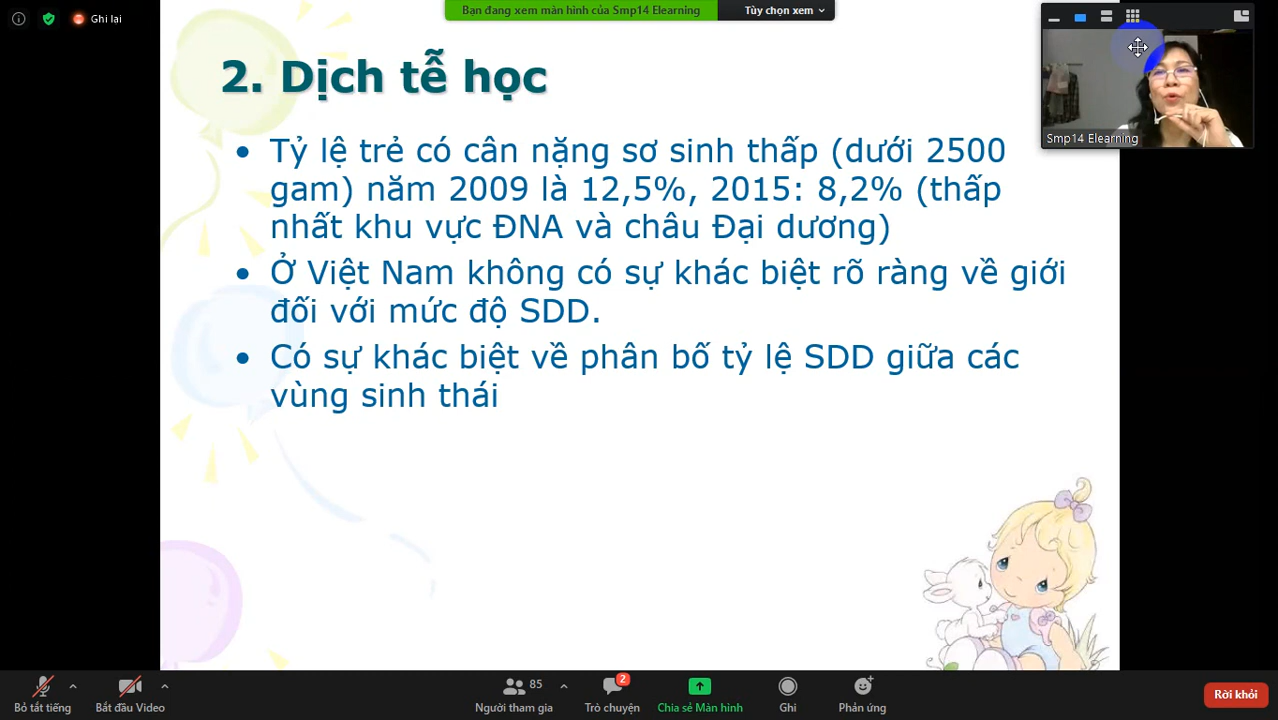 Ghi lại
Bạn đang xem màn hình của Smp14 Elearning
Tùy chọn xem
2. Dịch tễ học
• Tỷ lệ trẻ có cân nặng sơ sinh thấp (dưới 2500
gam) năm 2009 là 12,5%, 2015: 8,2% (thấp
nhất khu vực ĐNA và châu Đại dương)
• Ở Việt Nam không có sự khác biệt rõ ràng về giới
đối với mức độ SDD.
• Có sự khác biệt về phân bố tỷ lệ SDD giữa các
vùng sinh thái
Smp14 Elearning
Bỏ tắt tiếng
Bắt đầu Video
85
Người tham gia
2
Trò chuyện
Chia sẻ Màn hình
Ghi
Phản ứng
Rời khỏi